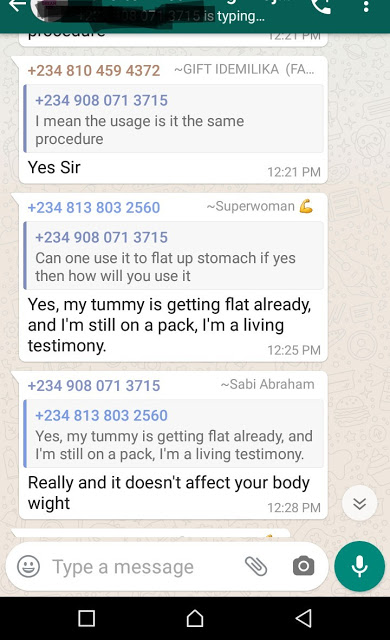 3715 is typing...
procedure
12:21 PM
+234 810 459 4372 ~GIFT IDEMILIKA (FA...
+234 908 071 3715
I mean the usage is it the same
procedure
Yes Sir
12:21 PM
+234 813 803 2560 ~Superwoman 💪
+234 908 071 3715
Can one use it to flat up stomach if yes
then how will you use it
Yes, my tummy is getting flat already,
and I'm still on a pack, I'm a living
testimony.
12:25 PM
+234 908 071 3715 ~Sabi Abraham
+234 813 803 2560
Yes, my tummy is getting flat already, and
I'm still on a pack, I'm a living testimony.
Really and it doesn't affect your body
wight
12:28 PM
Type a message